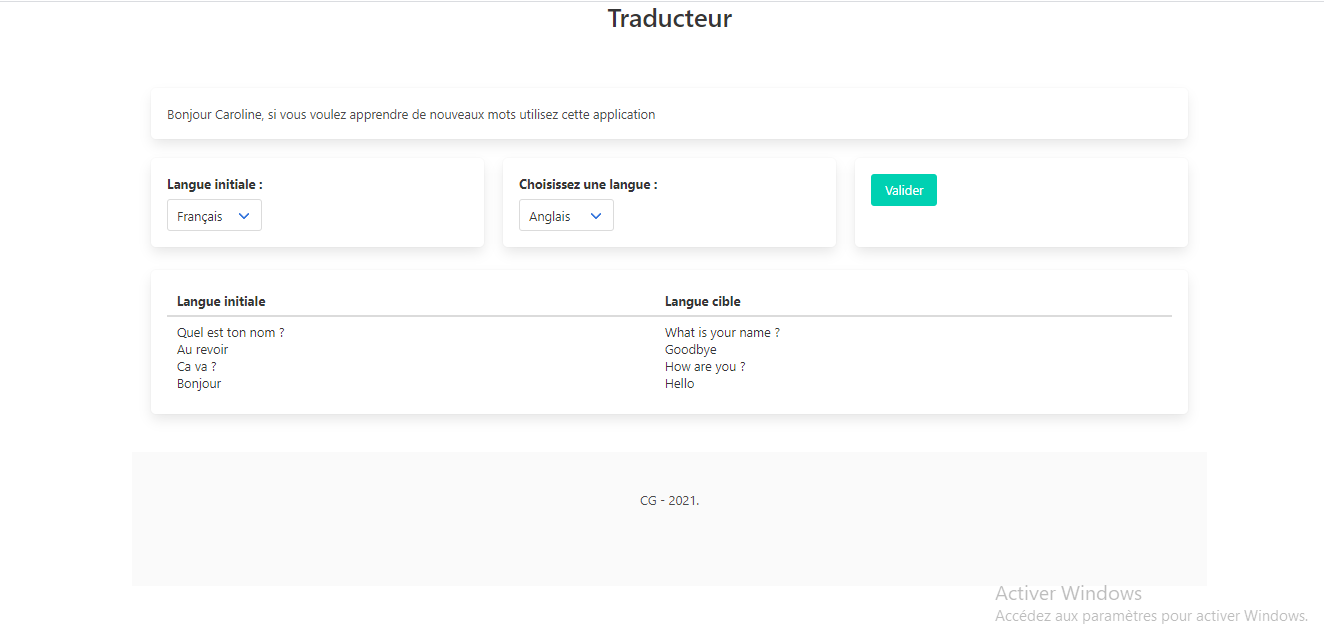 Traducteur
Bonjour Caroline, si vous voulez apprendre de nouveaux mots utilisez cette application
Langue initiale :
Français
Choisissez une langue :
Anglais
Valider
Langue initiale
Langue cible
Quel est ton nom ?
What is your name ?
Au revoir
Goodbye
Ca va ?
How are you ?
Bonjour
Hello
CG - 2021.
Activer Windows
Accédez aux paramètres pour activer Windows.